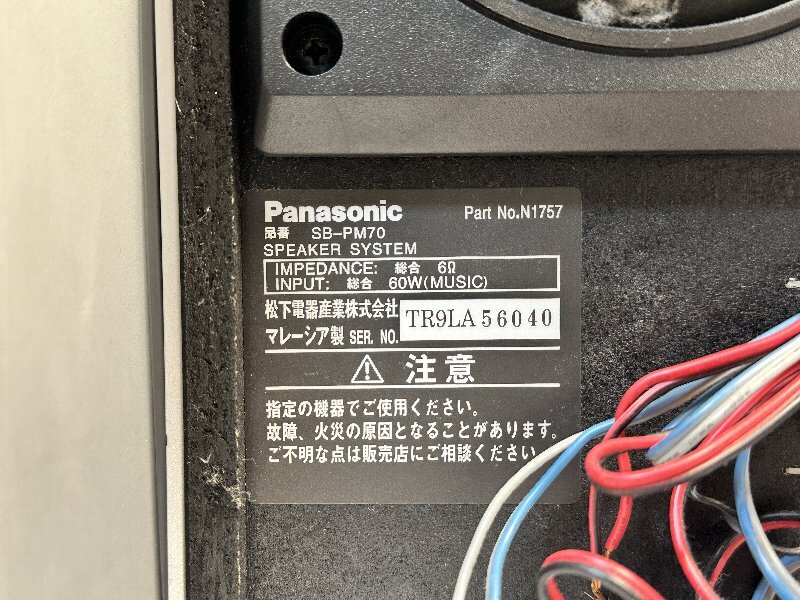 Panasonic Part No.N1757
品番 SB-PM70
SPEAKER SYSTEM
IMPEDANCE: 総合 6Ω
INPUT: 総合 60W(MUSIC)
松下電器産業株式会社
マレーシア製 SER. NO. TR9LA56040
注意
指定の機器でご使用ください。
故障、火災の原因となることがあります。
ご不明な点は販売店にご相談ください。